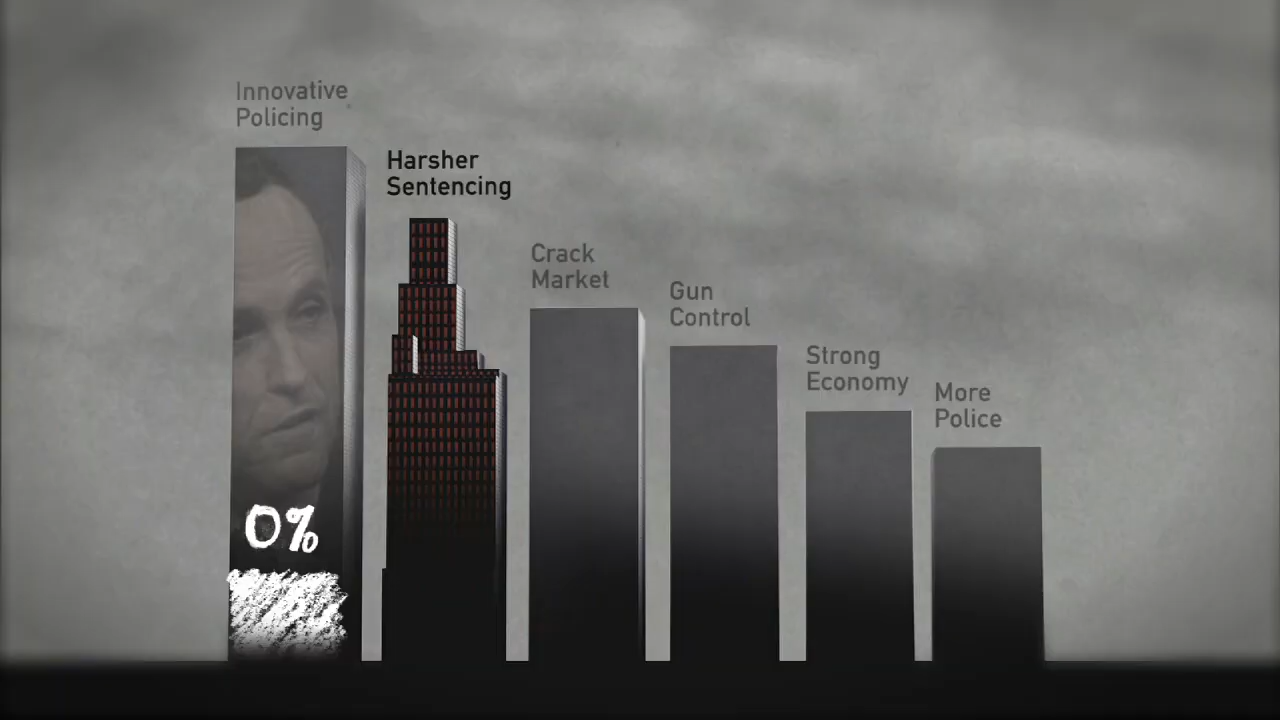 Innovative
Policing
Harsher
Sentencing
Crack
Market
Gun
Control
Strong
Economy
More
Police
0%